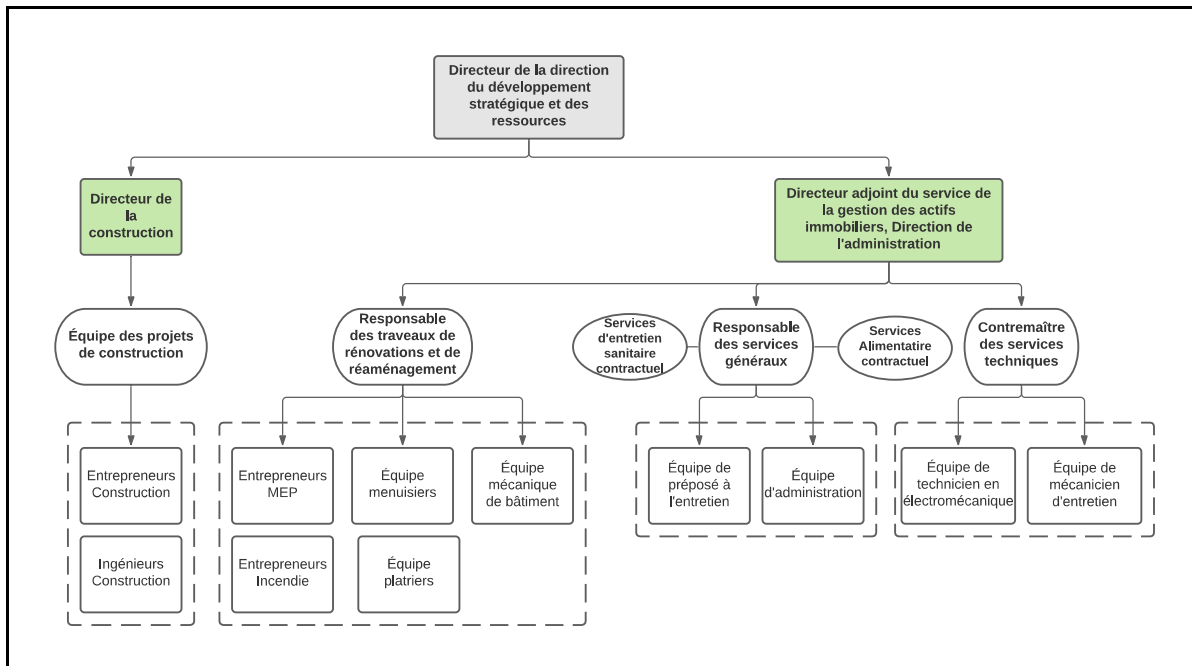 Directeur de la direction
du développement
stratégique et des
ressources
Directeur de
la
construction
Directeur adjoint du service de
la gestion des actifs
immobiliers, Direction de
l'administration
Équipe des projets
de construction
Responsable
des traveaux de
rénovations et de
réaménagement
Services
d'entretien
sanitaire
contractuel
Responsable
des services
généraux
Services
Alimentatire
contractuel
Contremaître
des services
techniques
Entrepreneurs
Construction
Entrepreneurs
MEP
Équipe
menuisiers
Équipe
mécanique
de bâtiment
Équipe de
préposé à
l'entretien
Équipe
d'administration
Équipe de
technicien en
électromécanique
Équipe de
mécanicien
d'entretien
Ingénieurs
Construction
Entrepreneurs
Incendie
Équipe
platriers